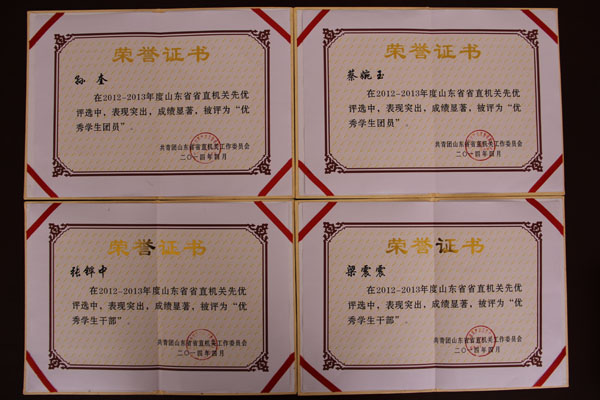 荣誉证书
孙 奎
在2012-2013年度山东省省直机关先优
评选中，表现突出，成绩显著，被评为“优
秀学生团员”。
共青团山东省省直机关工作委员会
二〇一四年四月
荣誉证书
蔡婉玉
在2012-2013年度山东省省直机关先优
评选中，表现突出，成绩显著，被评为“优
秀学生团员”。
共青团山东省省直机关工作委员会
二〇一四年四月
荣誉证书
张铧中
在2012-2013年度山东省省直机关先优
评选中，表现突出，成绩显著，被评为“优
秀学生干部”。
共青团山东省省直机关工作委员会
二〇一四年四月
荣誉证书
梁震震
在2012-2013年度山东省省直机关先优
评选中，表现突出，成绩显著，被评为“优
秀学生干部”。
共青团山东省省直机关工作委员会
二〇一四年四月